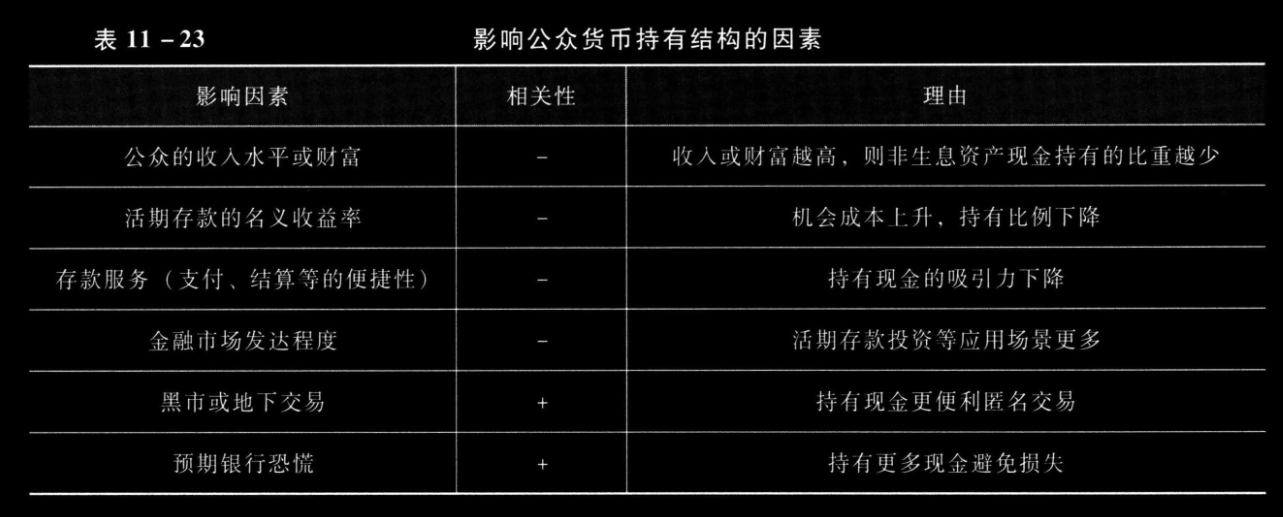 表 11－23 影响公众货币持有结构的因素
影响因素 相关性 理由
公众的收入水平或财富 － 收入或财富越高，则非生息资产现金持有的比重越少
活期存款的名义收益率 － 机会成本上升，持有比例下降
存款服务（支付、结算等的便捷性） － 持有现金的吸引力下降
金融市场发达程度 － 活期存款投资等应用场景更多
黑市或地下交易 + 持有现金更便利匿名交易
预期银行恐慌 + 持有更多现金避免损失